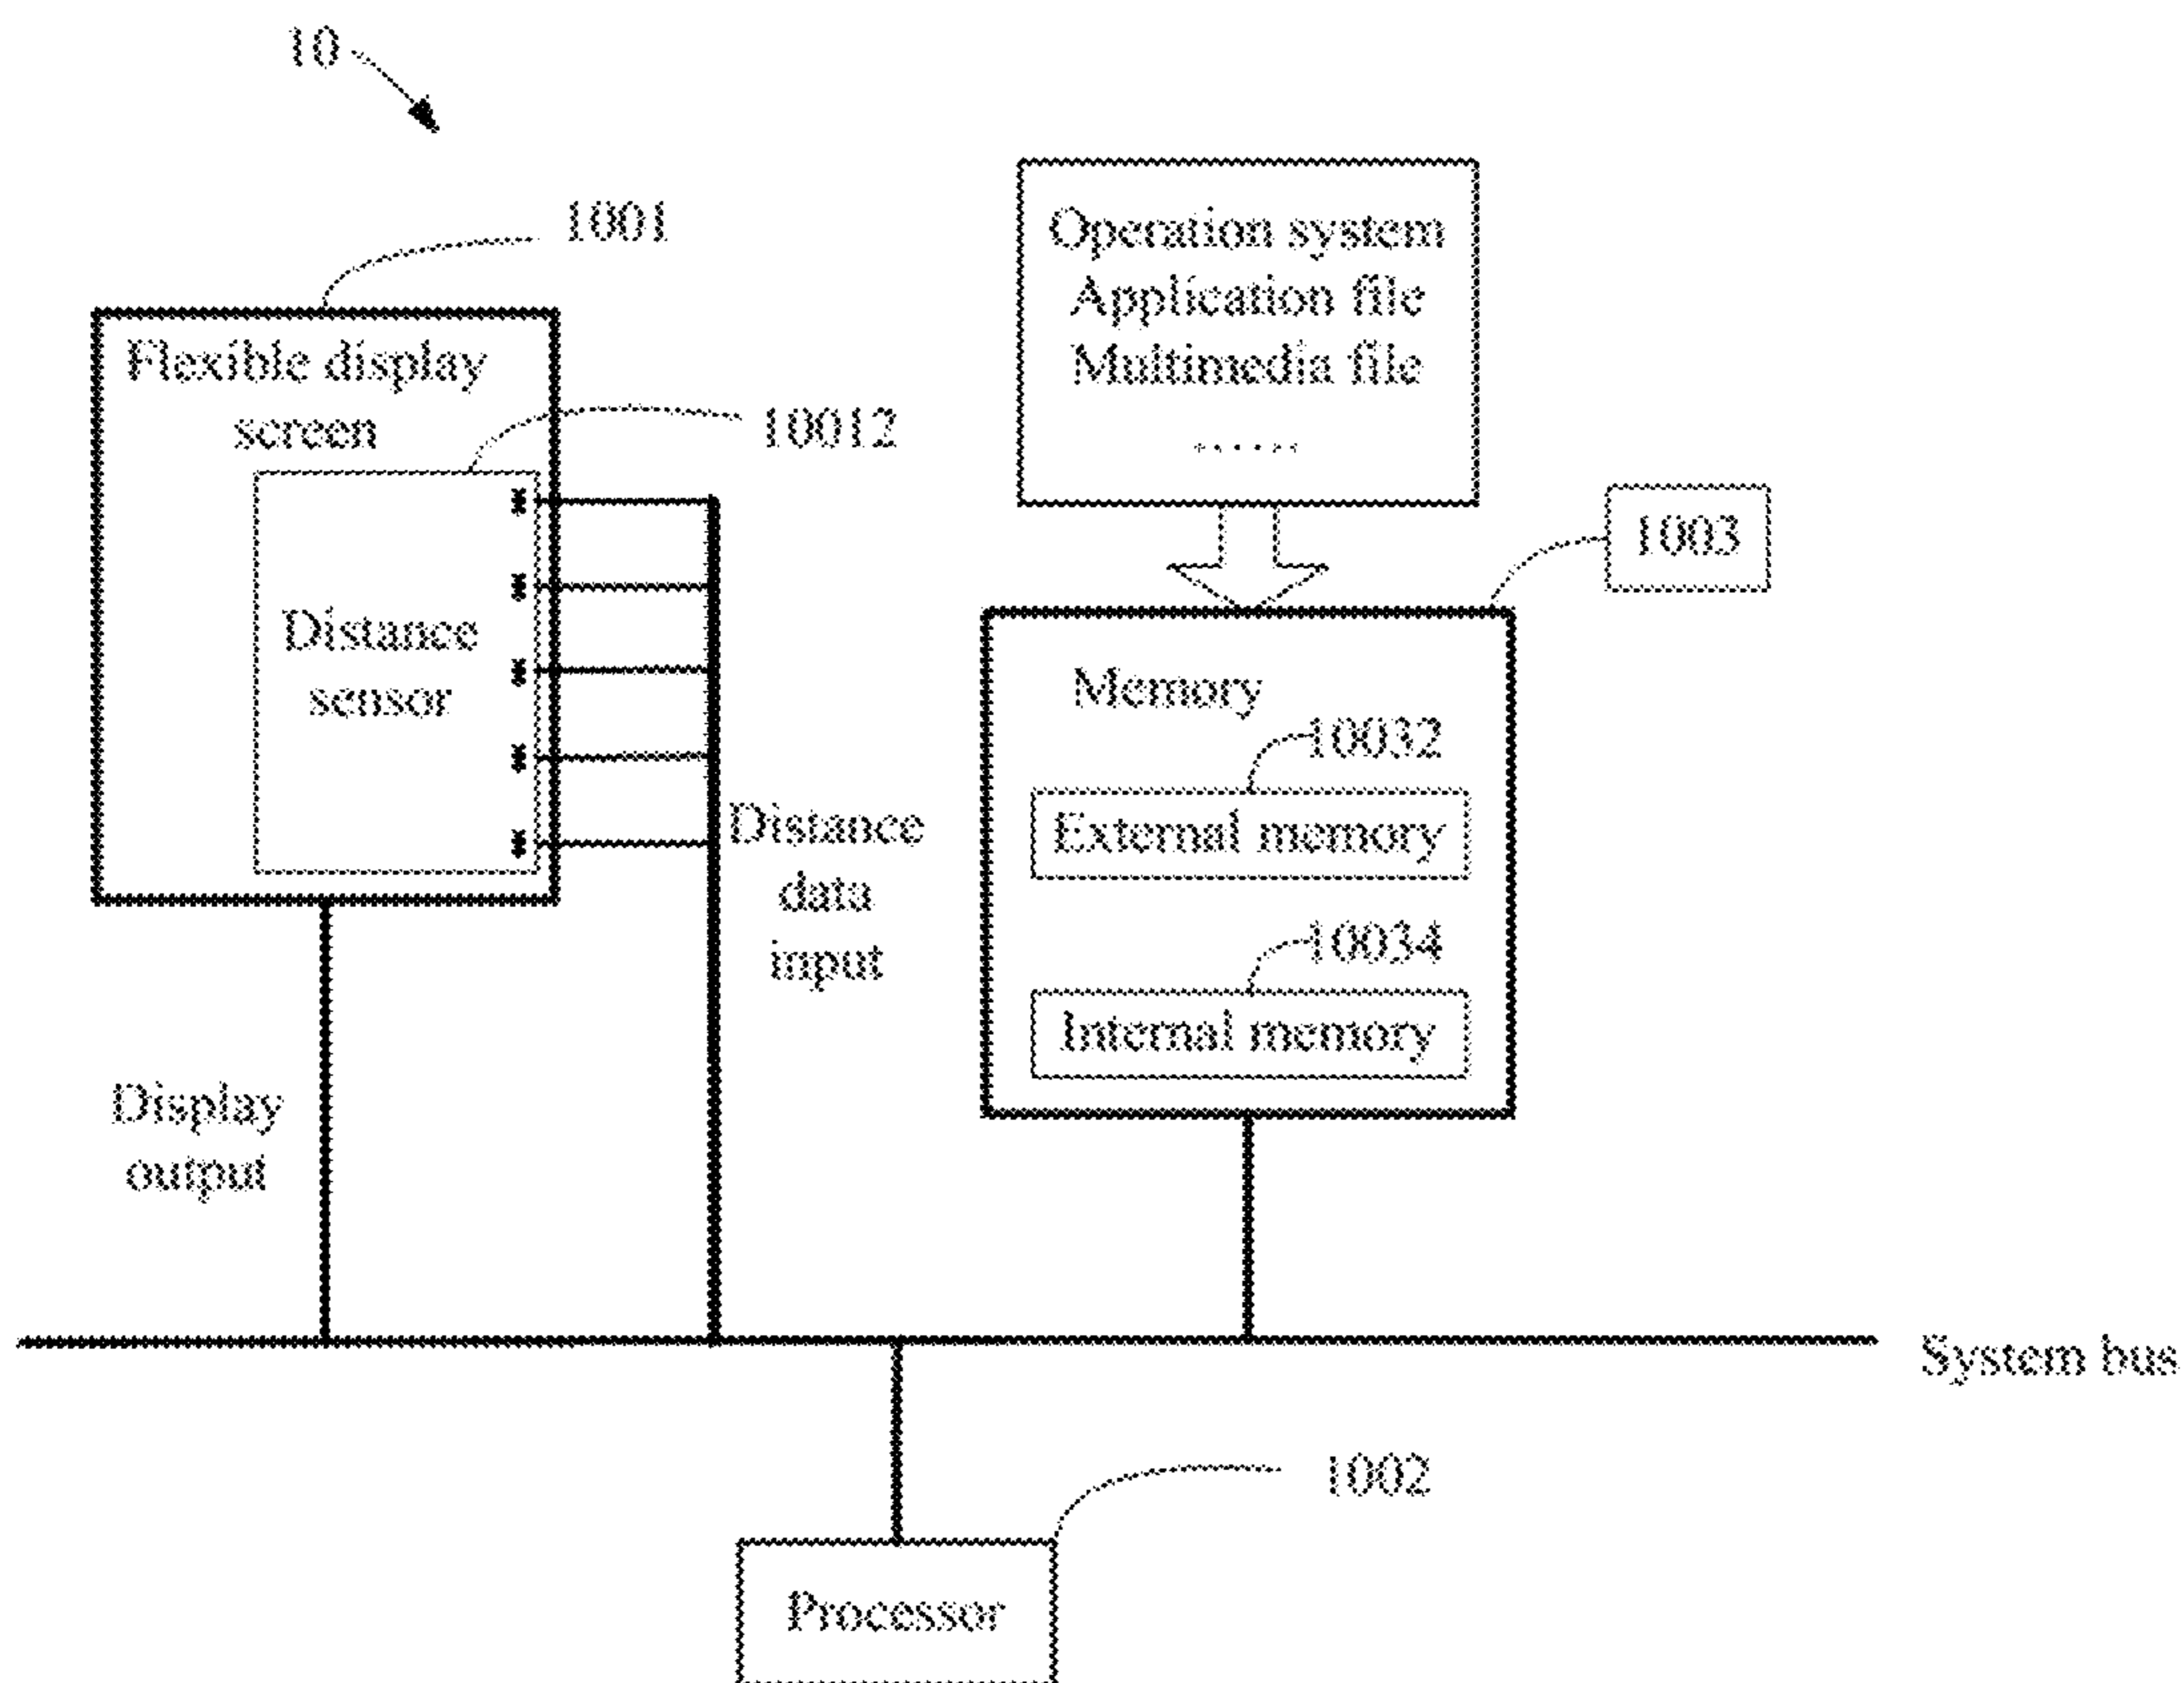 10
1001
Flexible display
screen
10012
Distance
sensor
Operation system
Application file
Multimedia file
......
1003
Memory
10032
External memory
10034
Internal memory
Distance
data
input
Display
output
System bus
1002
Processor